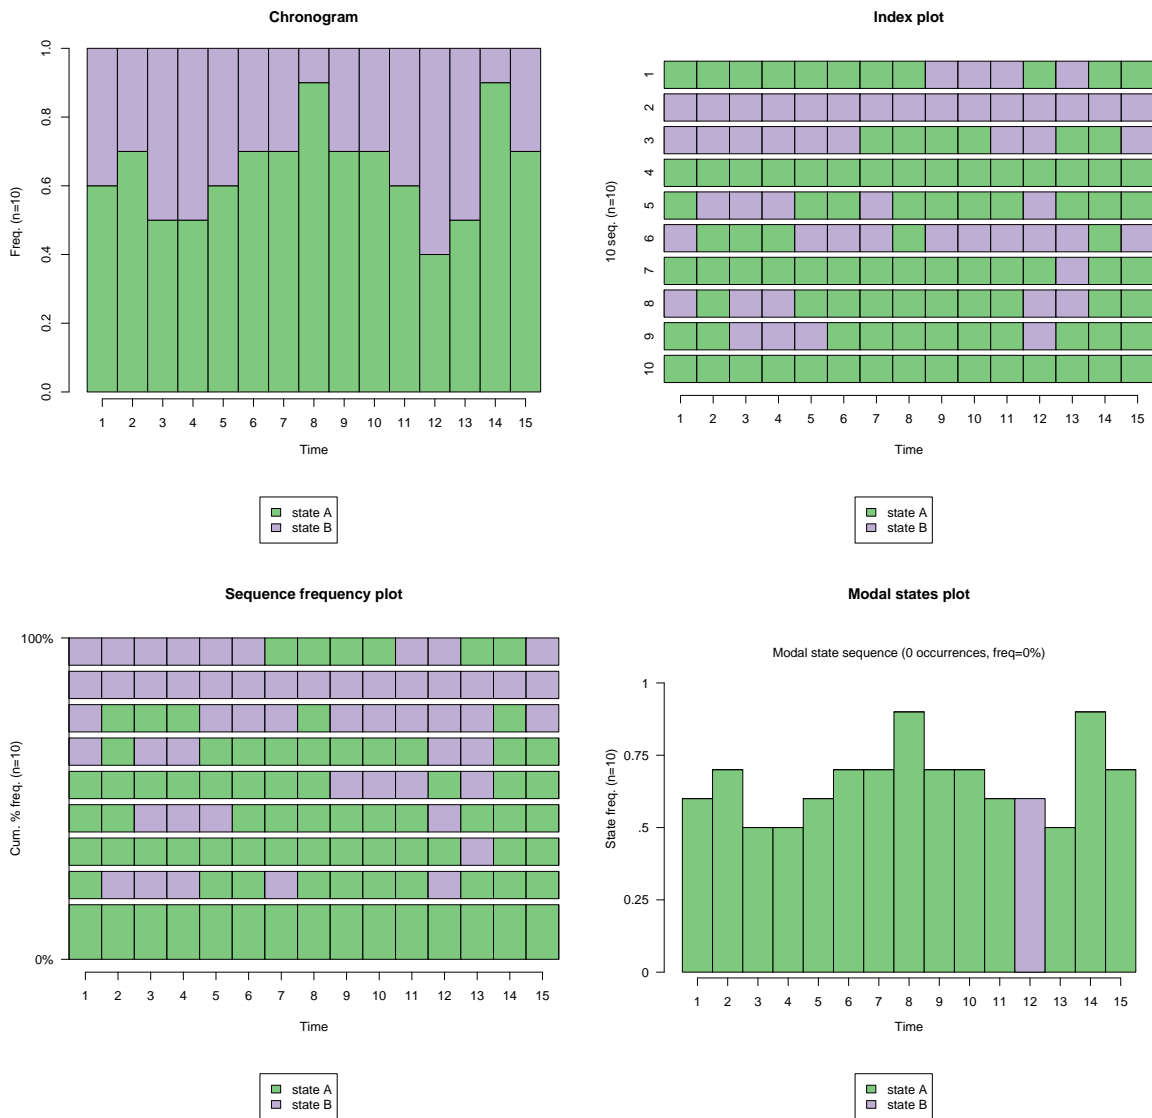 Chronogram
Freq. (n=10)
1.0
0.8
0.6
0.4
0.2
0.0
1 2 3 4 5 6 7 8 9 10 11 12 13 14 15
Time
state A
state B
Index plot
10 seq. (n=10)
1
2
3
4
5
6
7
8
9
10
1 2 3 4 5 6 7 8 9 10 11 12 13 14 15
Time
state A
state B
Sequence frequency plot
Cum. % freq. (n=10)
100%
0%
1 2 3 4 5 6 7 8 9 10 11 12 13 14 15
Time
state A
state B
Modal states plot
Modal state sequence (0 occurrences, freq=0%)
State freq. (n=10)
1
0.75
.5
0.25
0
1 2 3 4 5 6 7 8 9 10 11 12 13 14 15
Time
state A
state B